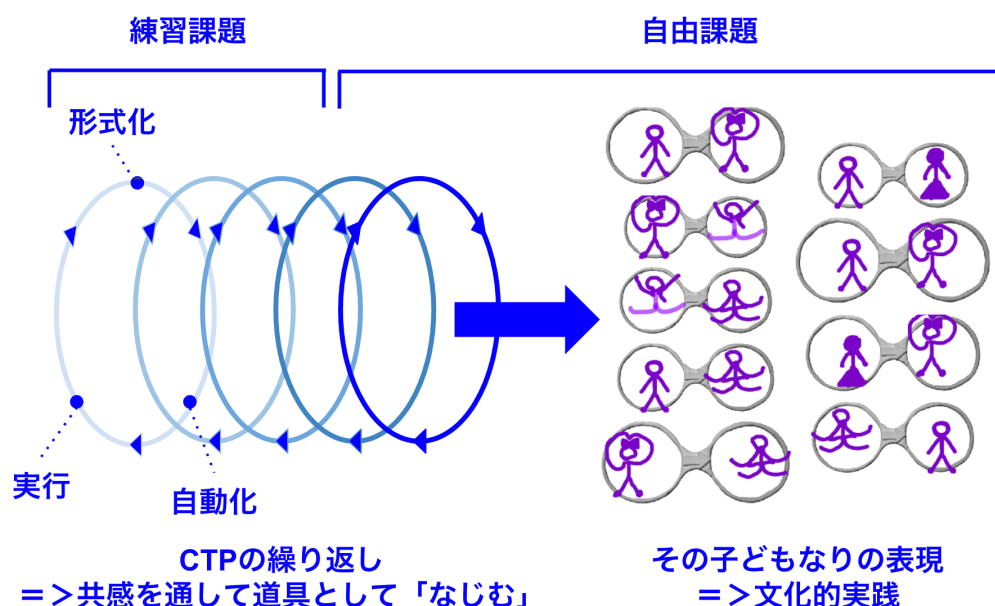 練習課題
自由課題
形式化
実行
自動化
CTPの繰り返し
＝＞共感を通して道具として「なじむ」
その子どもなりの表現
＝＞文化的実践